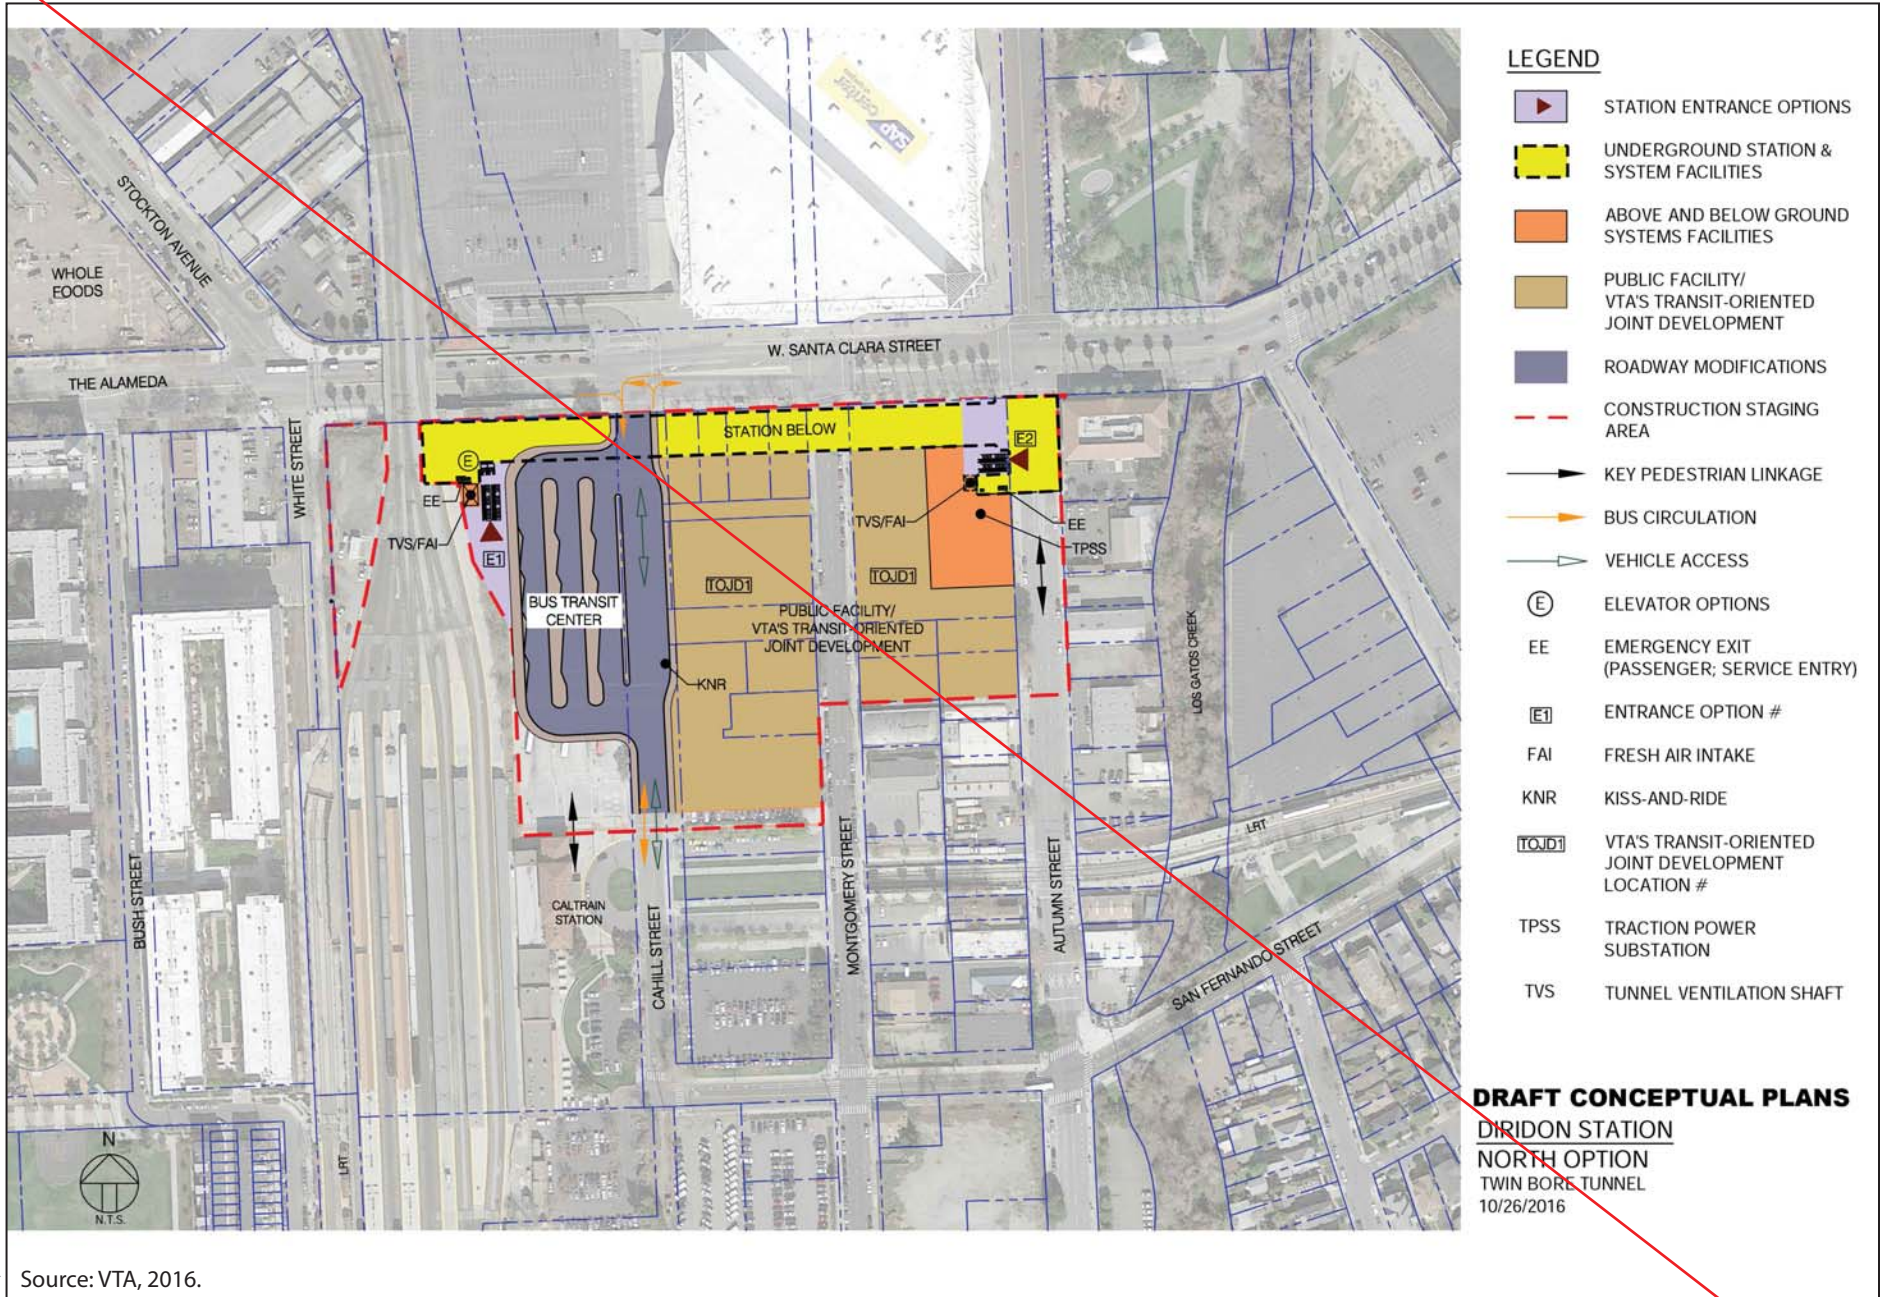 LEGEND
STATION ENTRANCE OPTIONS
UNDERGROUND STATION &
SYSTEM FACILITIES
ABOVE AND BELOW GROUND
SYSTEMS FACILITIES
PUBLIC FACILITY/
VTA'S TRANSIT-ORIENTED
JOINT DEVELOPMENT
ROADWAY MODIFICATIONS
CONSTRUCTION STAGING
AREA
KEY PEDESTRIAN LINKAGE
BUS CIRCULATION
VEHICLE ACCESS
E ELEVATOR OPTIONS
EE EMERGENCY EXIT
(PASSENGER; SERVICE ENTRY)
E1 ENTRANCE OPTION #
FAI FRESH AIR INTAKE
KNR KISS-AND-RIDE
TOJD1 VTA'S TRANSIT-ORIENTED
JOINT DEVELOPMENT
LOCATION #
TPSS TRACTION POWER
SUBSTATION
TVS TUNNEL VENTILATION SHAFT
DRAFT CONCEPTUAL PLANS
DIRIDON STATION
NORTH OPTION
TWIN BORE TUNNEL
10/26/2016
SAP
Center
STOCKTON AVENUE
WHOLE
FOODS
W. SANTA CLARA STREET
THE ALAMEDA
WHITE STREET
STATION BELOW
E
E2
EE
TVS/FAI
E1
TVS/FAI
EE
TPSS
BUS TRANSIT
CENTER
TOJD1
TOJD1
PUBLIC FACILITY/
VTA'S TRANSIT-ORIENTED
JOINT DEVELOPMENT
KNR
LOS GATOS CREEK
LRT
BUSH STREET
CALTRAIN
STATION
CAHILL STREET
MONTGOMERY STREET
AUTUMN STREET
SAN FERNANDO STREET
LRT
N
N.T.S.
Source: VTA, 2016.